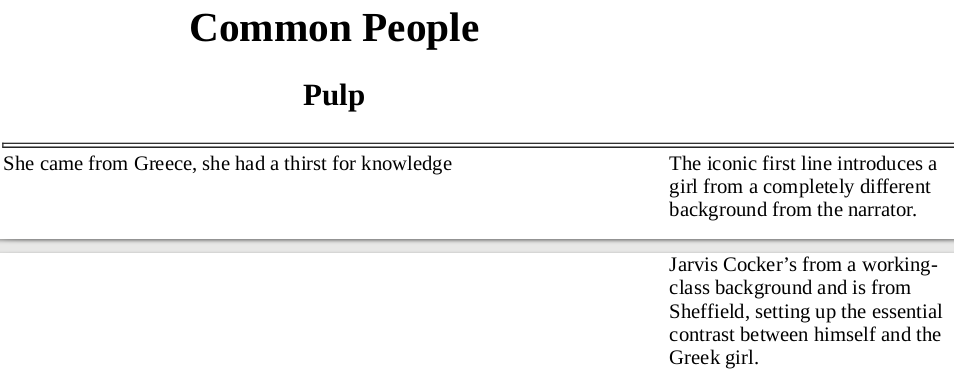 Common People
Pulp
She came from Greece, she had a thirst for knowledge
The iconic first line introduces a
girl from a completely different
background from the narrator.
Jarvis Cocker’s from a working-
class background and is from
Sheffield, setting up the essential
contrast between himself and the
Greek girl.